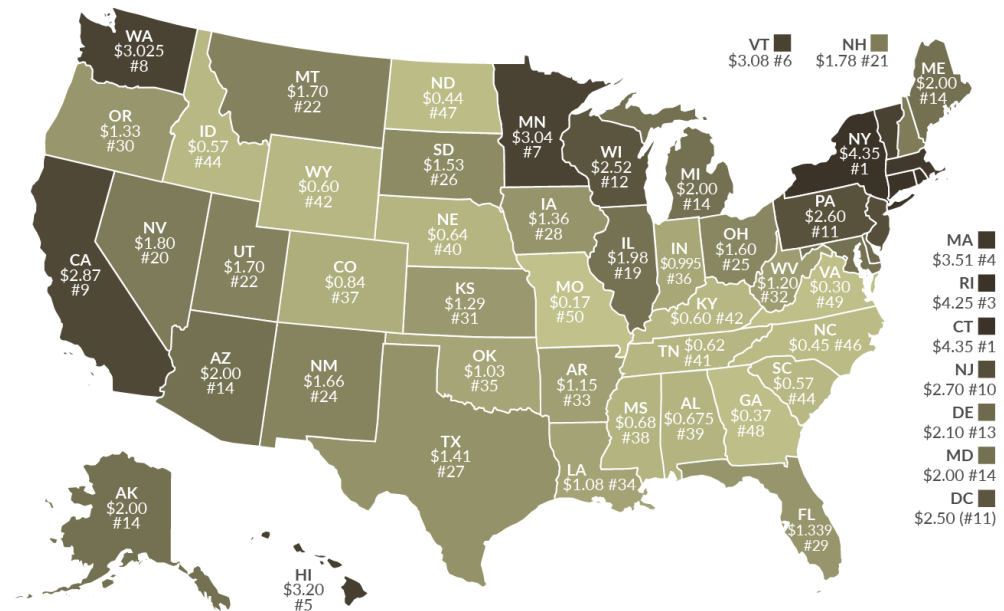 WA
$3.025
#8
OR
$1.33
#30
CA
$2.87
#9
NV
$1.80
#20
ID
$0.57
#44
MT
$1.70
#22
WY
$0.60
#42
UT
$1.70
#22
AZ
$2.00
#14
CO
$0.84
#37
NM
$1.66
#24
ND
$0.44
#47
SD
$1.53
#26
NE
$0.64
#40
KS
$1.29
#31
OK
$1.03
#35
TX
$1.41
#27
MN
$3.04
#7
IA
$1.36
#28
MO
$0.17
#50
AR
$1.15
#33
LA
$1.08 #34
WI
$2.52
#12
IL
$1.98
#19
MI
$2.00
#14
IN
$0.995
#36
OH
$1.60
#25
KY
$0.60 #42
TN $0.62
#41
MS
$0.68
#38
AL
$0.675
#39
GA
$0.37
#48
FL
$1.339
#29
SC
$0.57
#44
NC
$0.45 #46
VA
$0.30
#49
WV
$1.20
#32
PA
$2.60
#11
NY
$4.35
#1
ME
$2.00
#14
VT
$3.08 #6
NH
$1.78 #21
MA
$3.51 #4
RI
$4.25 #3
CT
$4.35 #1
NJ
$2.70 #10
DE
$2.10 #13
MD
$2.00 #14
DC
$2.50 (#11)
AK
$2.00
#14
HI
$3.20
#5